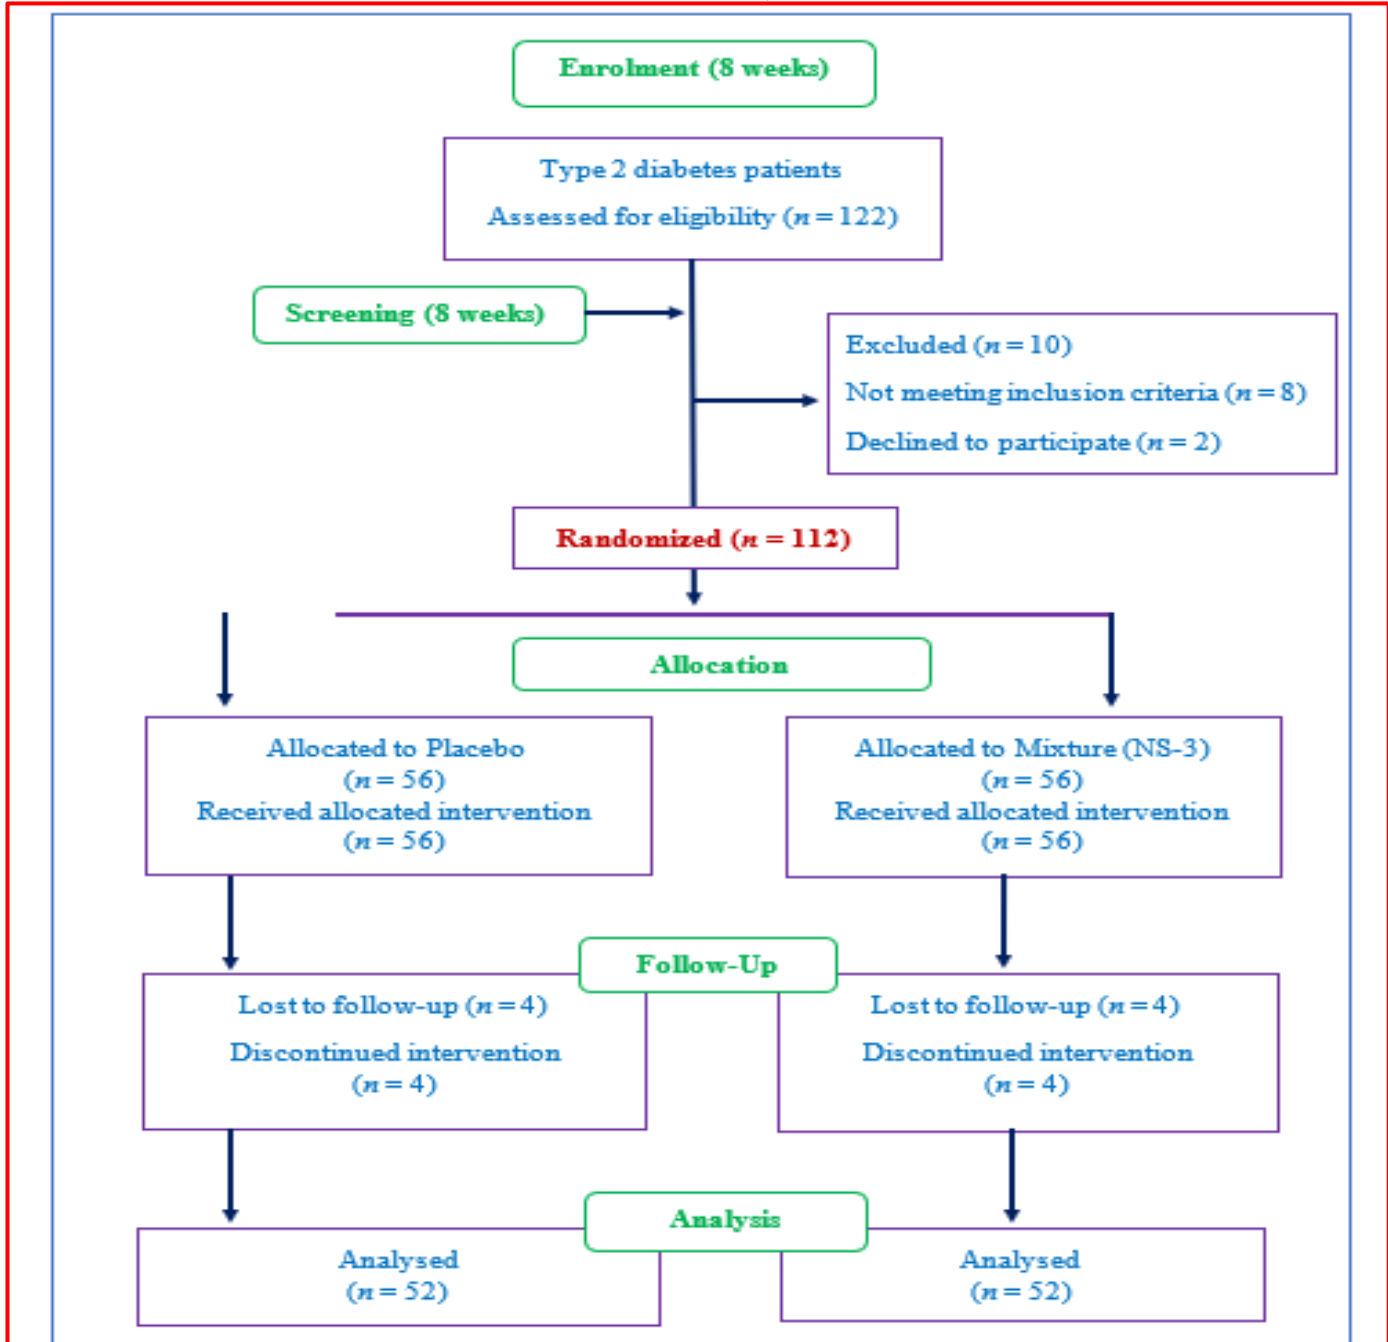 Enrolment (8 weeks)
Type 2 diabetes patients
Assessed for eligibility (n = 122)
Screening (8 weeks)
Excluded (n = 10)
Not meeting inclusion criteria (n = 8)
Declined to participate (n = 2)
Randomized (n = 112)
Allocation
Allocated to Placebo
(n = 56)
Received allocated intervention
(n = 56)
Allocated to Mixture (NS-3)
(n = 56)
Received allocated intervention
(n = 56)
Follow-Up
Lost to follow-up (n = 4)
Discontinued intervention
(n = 4)
Lost to follow-up (n = 4)
Discontinued intervention
(n = 4)
Analysis
Analysed
(n = 52)
Analysed
(n = 52)